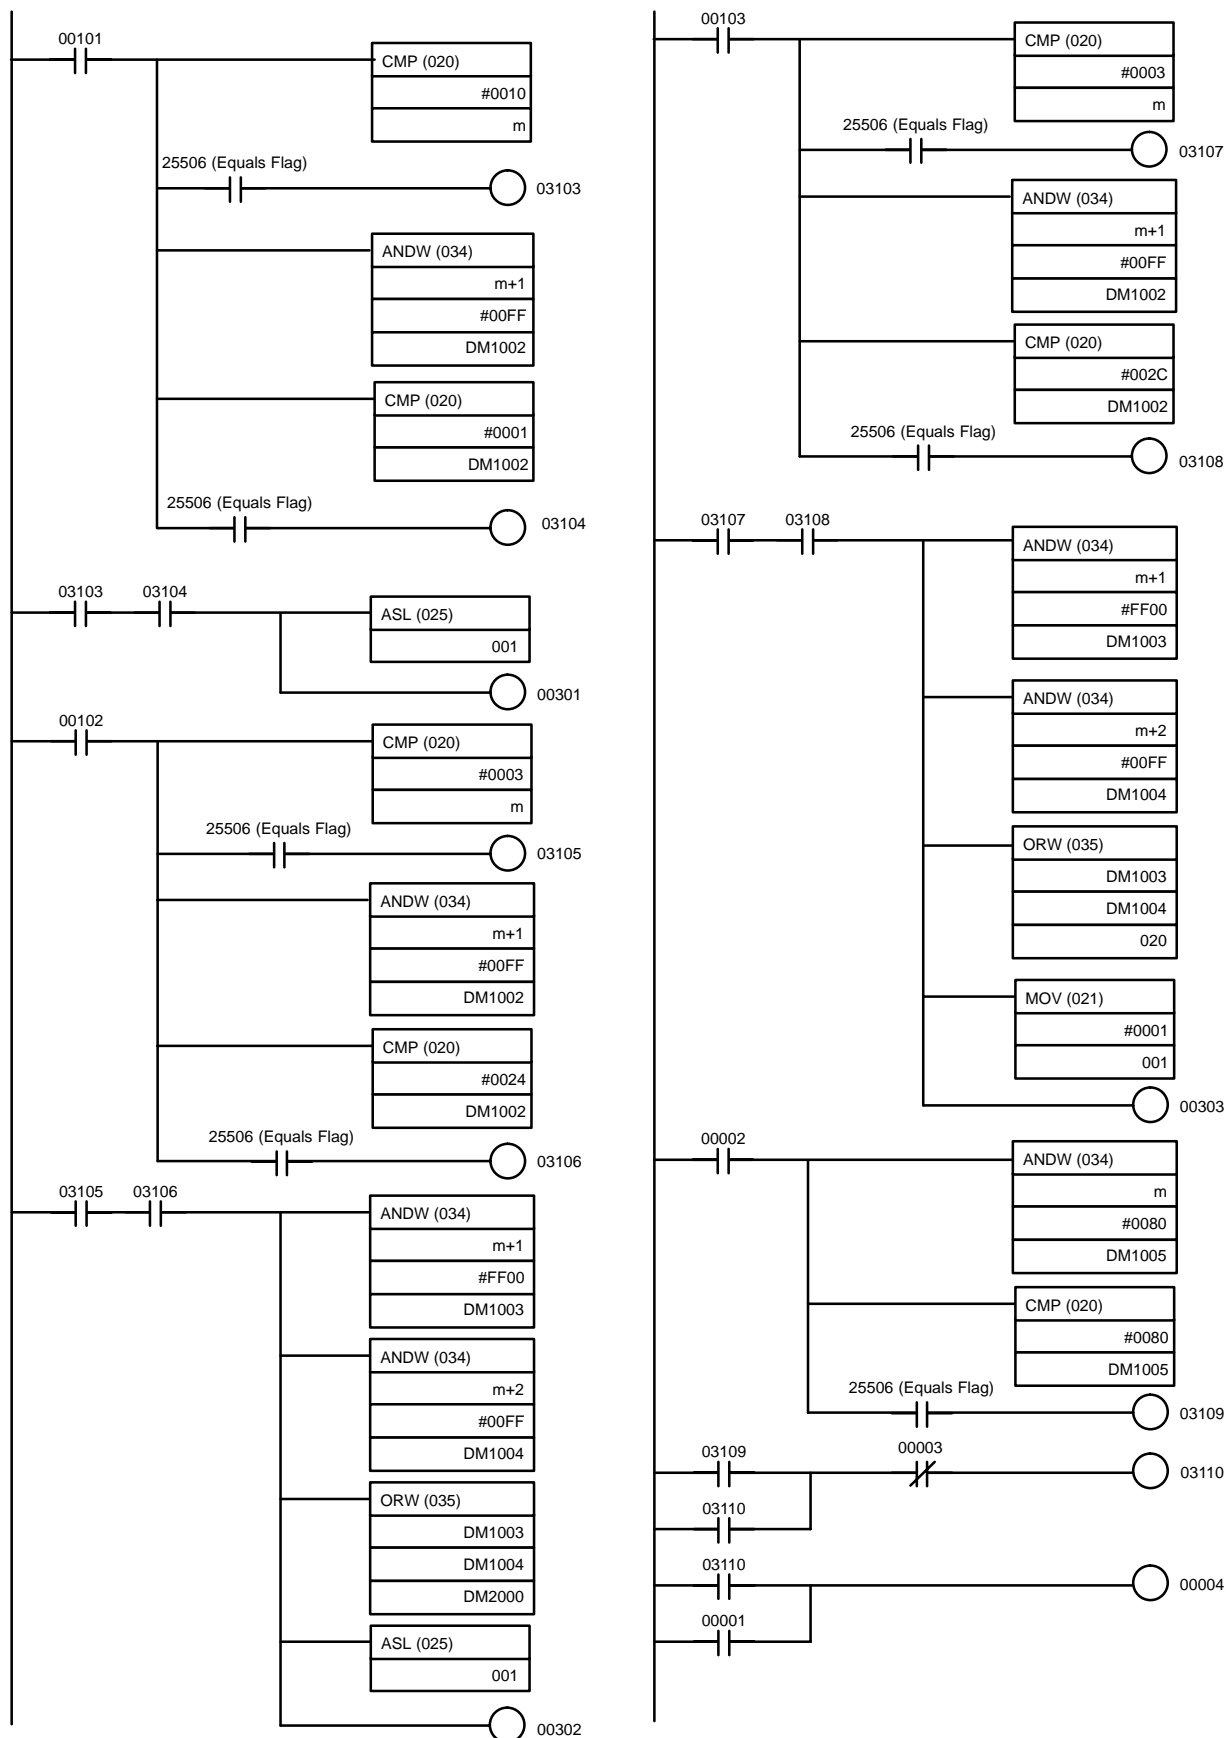 00101
CMP (020)
#0010
m
25506 (Equals Flag)
03103
ANDW (034)
m+1
#00FF
DM1002
CMP (020)
#0001
DM1002
25506 (Equals Flag)
03104
03103 03104
ASL (025)
001
00301
00102
CMP (020)
#0003
m
25506 (Equals Flag)
03105
ANDW (034)
m+1
#00FF
DM1002
CMP (020)
#0024
DM1002
25506 (Equals Flag)
03106
03105 03106
ANDW (034)
m+1
#FF00
DM1003
ANDW (034)
m+2
#00FF
DM1004
ORW (035)
DM1003
DM1004
DM2000
ASL (025)
001
00302
00103
CMP (020)
#0003
m
25506 (Equals Flag)
03107
ANDW (034)
m+1
#00FF
DM1002
CMP (020)
#002C
DM1002
25506 (Equals Flag)
03108
03107 03108
ANDW (034)
m+1
#FF00
DM1003
ANDW (034)
m+2
#00FF
DM1004
ORW (035)
DM1003
DM1004
020
MOV (021)
#0001
001
00303
00002
ANDW (034)
m
#0080
DM1005
CMP (020)
#0080
DM1005
25506 (Equals Flag)
03109
03109 00003
03110
03110
03110
00004
00001